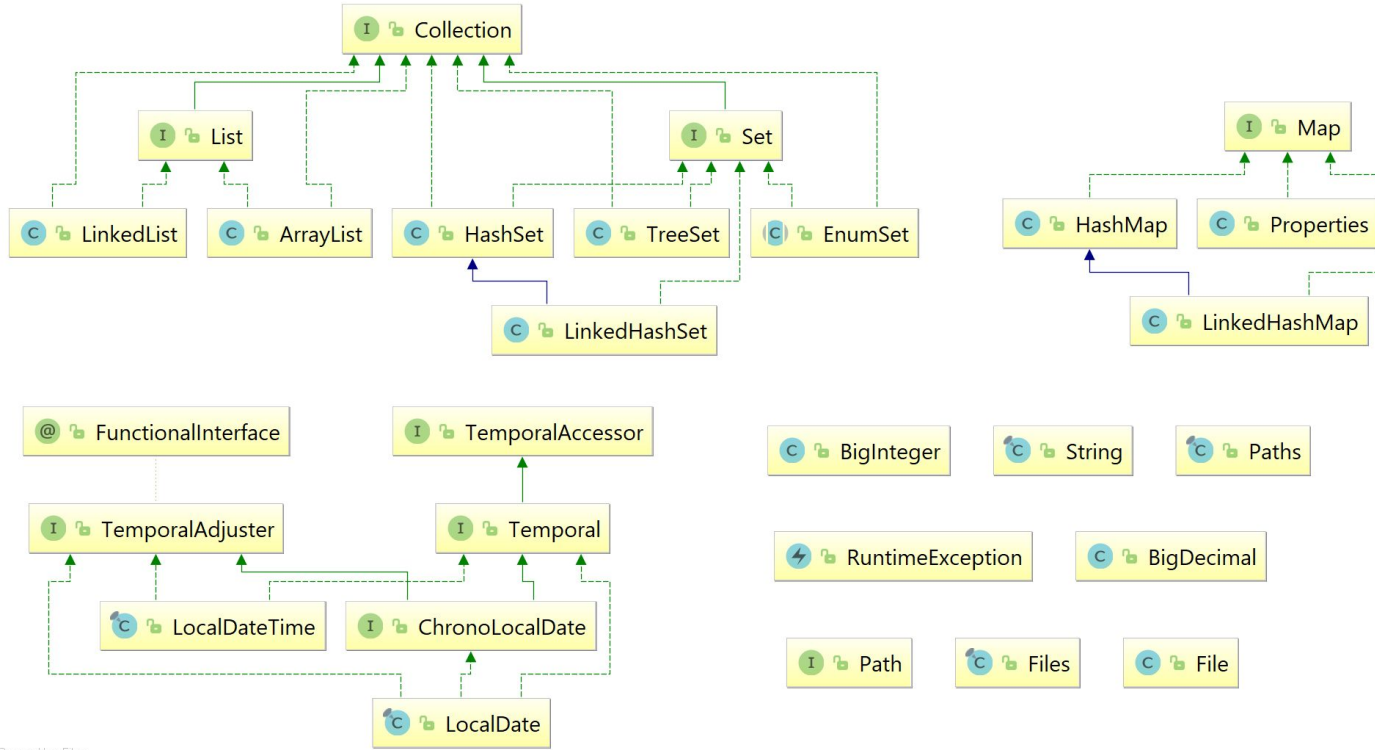 I Collection
I List
I Set
I Map
C LinkedList
C ArrayList
C HashSet
C TreeSet
C EnumSet
C HashMap
C Properties
C LinkedHashSet
C LinkedHashMap
@ FunctionalInterface
I TemporalAccessor
C BigInteger
C String
C Paths
I TemporalAdjuster
I Temporal
RuntimeException
C BigDecimal
C LocalDateTime
I ChronoLocalDate
I Path
C Files
C File
C LocalDate